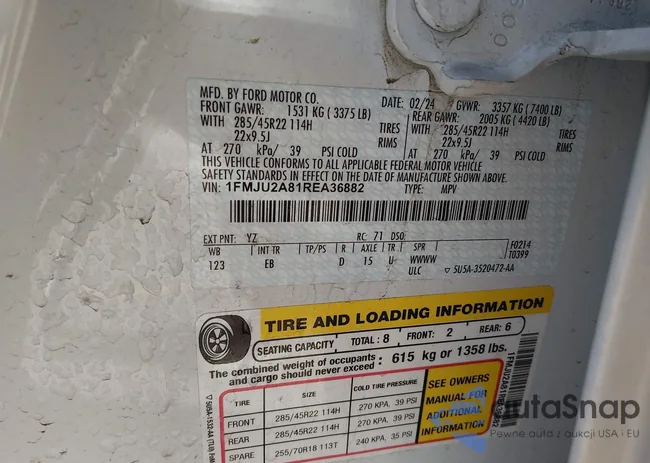 MFD. BY FORD MOTOR CO.
DATE: 02/24 GVWR: 3357 KG (7400 LB)
FRONT GAWR: 1531 KG (3375 LB) REAR GAWR: 2005 KG (4420 LB)
WITH 285/45R22 114H TIRES WITH 285/45R22 114H TIRES
22x9.5J RIMS 22x9.5J RIMS
AT 270 kPa/ 39 PSI COLD AT 270 kPa/ 39 PSI COLD
THIS VEHICLE CONFORMS TO ALL APPLICABLE FEDERAL MOTOR VEHICLE
SAFETY STANDARDS IN EFFECT ON THE DATE OF MANUFACTURE SHOWN ABOVE.
VIN: 1FMJU2A81REA36882 TYPE: MPV
EXT PNT: YZ RC: 71 DSO:
WB INT TR TP/PS R AXLE TR SPR F0214
123 EB D 15 U WWWW T0399
ULC ▽ 5U5A-3520472-AA
TIRE AND LOADING INFORMATION
SEATING CAPACITY TOTAL: 8 FRONT: 2 REAR: 6
The combined weight of occupants and cargo should never exceed : 615 kg or 1358 lbs.
TIRE SIZE COLD TIRE PRESSURE
FRONT 285/45R22 114H 270 KPA, 39 PSI
REAR 285/45R22 114H 270 KPA, 39 PSI
SPARE 255/70R18 113T 240 KPA, 35 PSI
SEE OWNERS
MANUAL FOR
ADDITIONAL
INFORMATION
autaSnap
Pewne auta z aukcji USA i EU